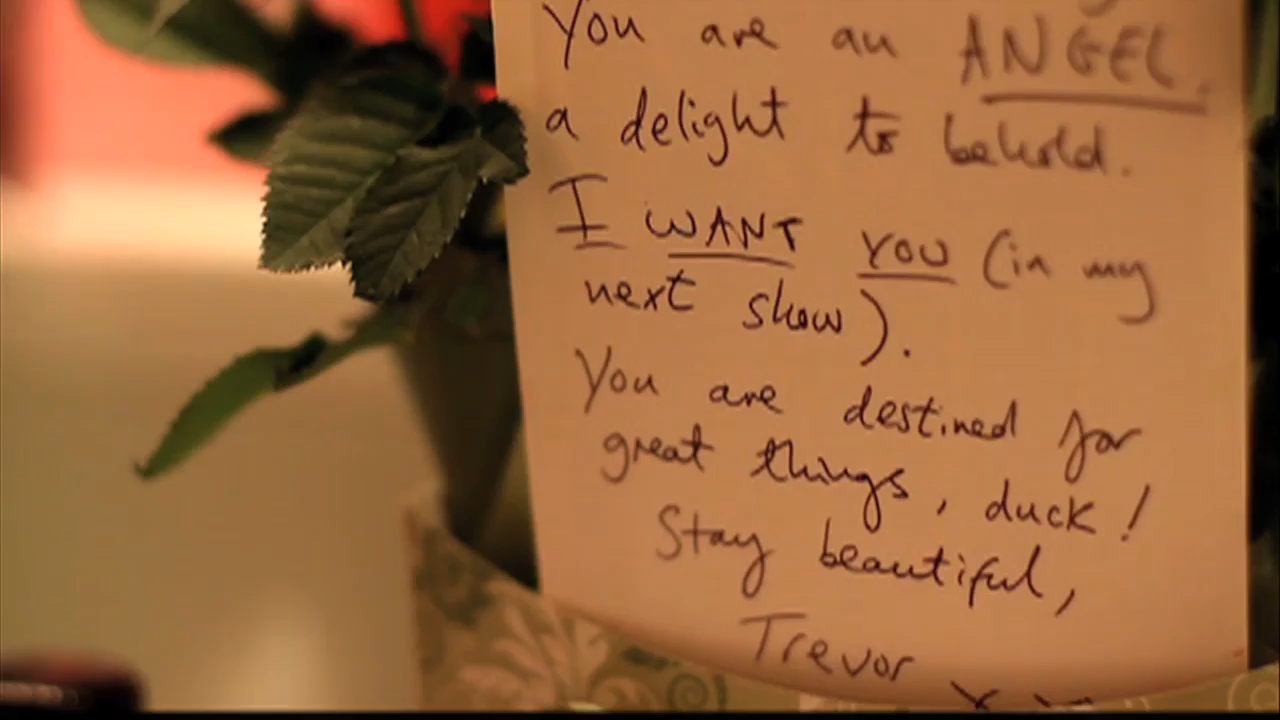 You are an ANGEL,
a delight to behold.
I WANT YOU (in my
next show).
You are destined for
great things, duck!
Stay beautiful,
Trevor
x x